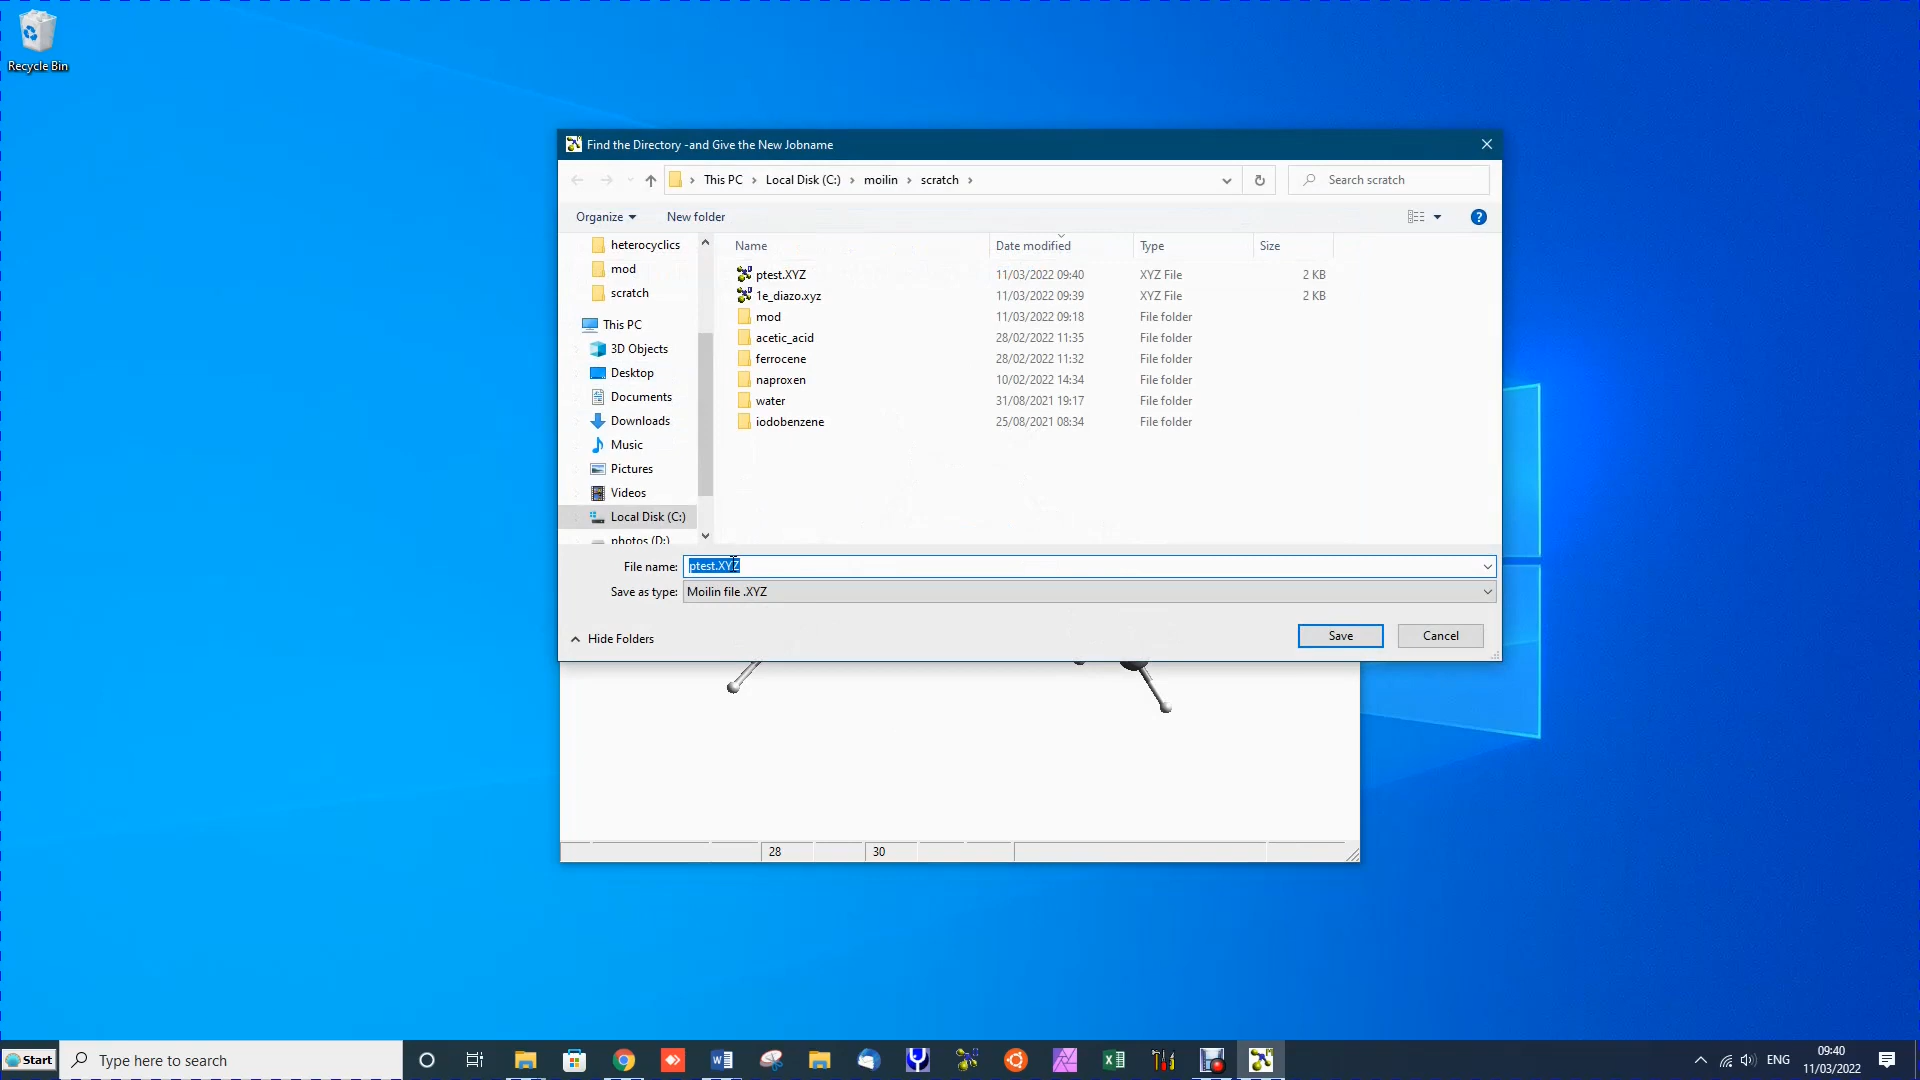 Recycle Bin
Find the Directory -and Give the New Jobname
This PC
Local Disk (C:)
moilin
scratch
Search scratch
Organize
New folder
heterocyclics
mod
scratch
This PC
3D Objects
Desktop
Documents
Downloads
Music
Pictures
Videos
Local Disk (C:)
photos (D:)
Name Date modified Type Size
ptest.XYZ 11/03/2022 09:40 XYZ File 2 KB
1e_diazo.xyz 11/03/2022 09:39 XYZ File 2 KB
mod 11/03/2022 09:18 File folder
acetic_acid 28/02/2022 11:35 File folder
ferrocene 28/02/2022 11:32 File folder
naproxen 10/02/2022 14:34 File folder
water 31/08/2021 19:17 File folder
iodobenzene 25/08/2021 08:34 File folder
File name: ptest.XYZ
Save as type: Moilin file .XYZ
Hide Folders
Save
Cancel
28
30
Start
Type here to search
ENG
09:40
11/03/2022